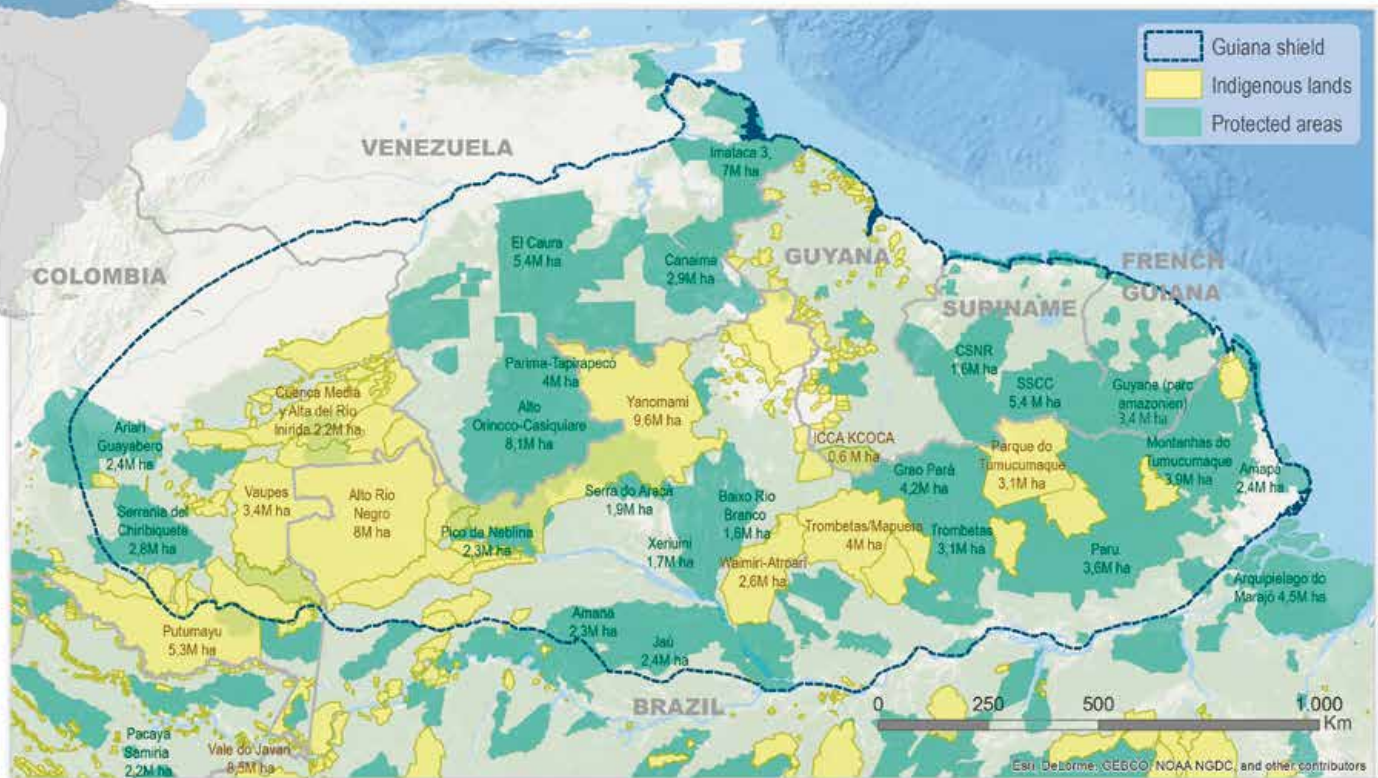 Guiana shield
Indigenous lands
Protected areas
VENEZUELA
COLOMBIA
GUYANA
SURINAME
FRENCH
GUIANA
BRAZIL
Imataca 3,
7M ha
El Caura
5,4M ha
Canaima
2,9M ha
Parima-Tapirapecó
4M ha
Alto
Orinoco-Casiquiare
8,1M ha
Yanomami
9,6M ha
Cuenca Media
y Alta del Río
Inirida 2,2M ha
Ariari
Guayabero
2,4M ha
Serrania del
Chiribiquete
2,8M ha
Vaupes
3,4M ha
Alto Rio
Negro
8M ha
Pico da Neblina
2,3M ha
Serra do Aracá
1,9M ha
Xeriuini
1,7M ha
Baixo Rio
Branco
1,6M ha
Waimiri-Atroari
2,6M ha
Trombetas/Mapuera
4M ha
ICCA KCOCA
0,6 M ha
Grao Pará
4,2M ha
Trombetas
3,1M ha
CSNR
1,6M ha
SSCC
5,4 M ha
Guyane (parc
amazonien)
3,4 M ha
Parque do
Tumucumaque
3,1M ha
Montanhas do
Tumucumaque
3,9M ha
Amapá
2,4M ha
Paru
3,6M ha
Arquipielago do
Marajó 4,5M ha
Amanã
2,3M ha
Jaú
2,4M ha
Putumayu
5,3M ha
Pacaya
Samiria
2,2M ha
Vale do Javari
8,5M ha
0 250 500 1 000
Km
Esri, DeLorme, GEBCO, NOAA NGDC, and other contributors